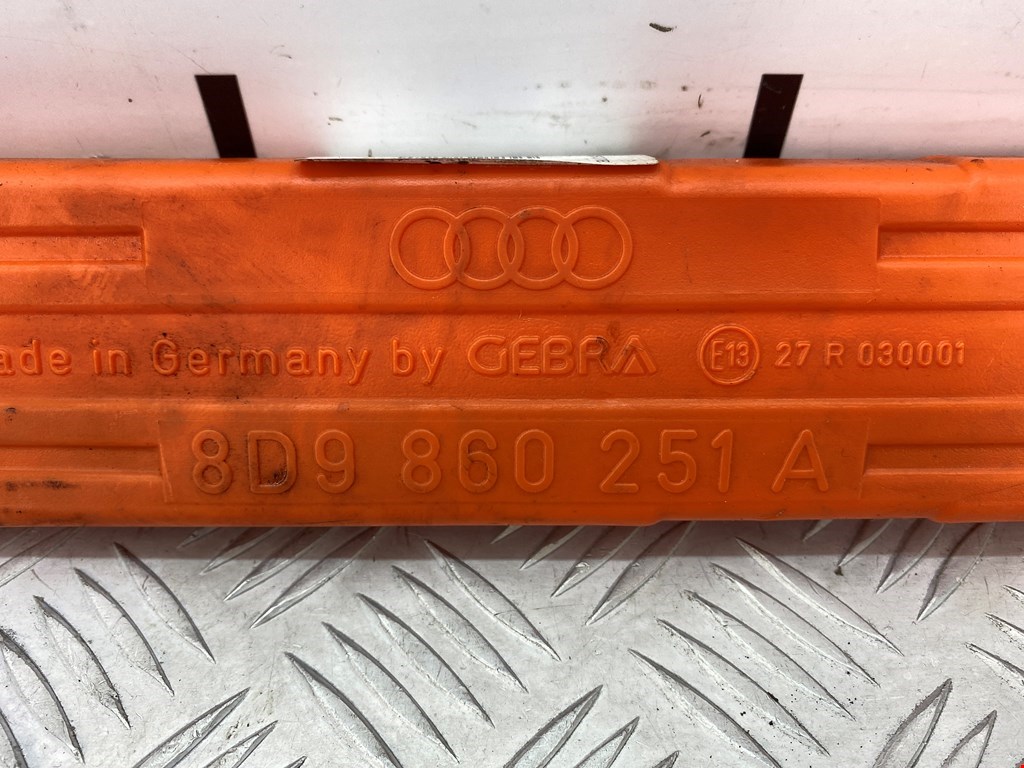 ade in Germany by GEBRA E13 27 R 030001
8D9 860 251 A